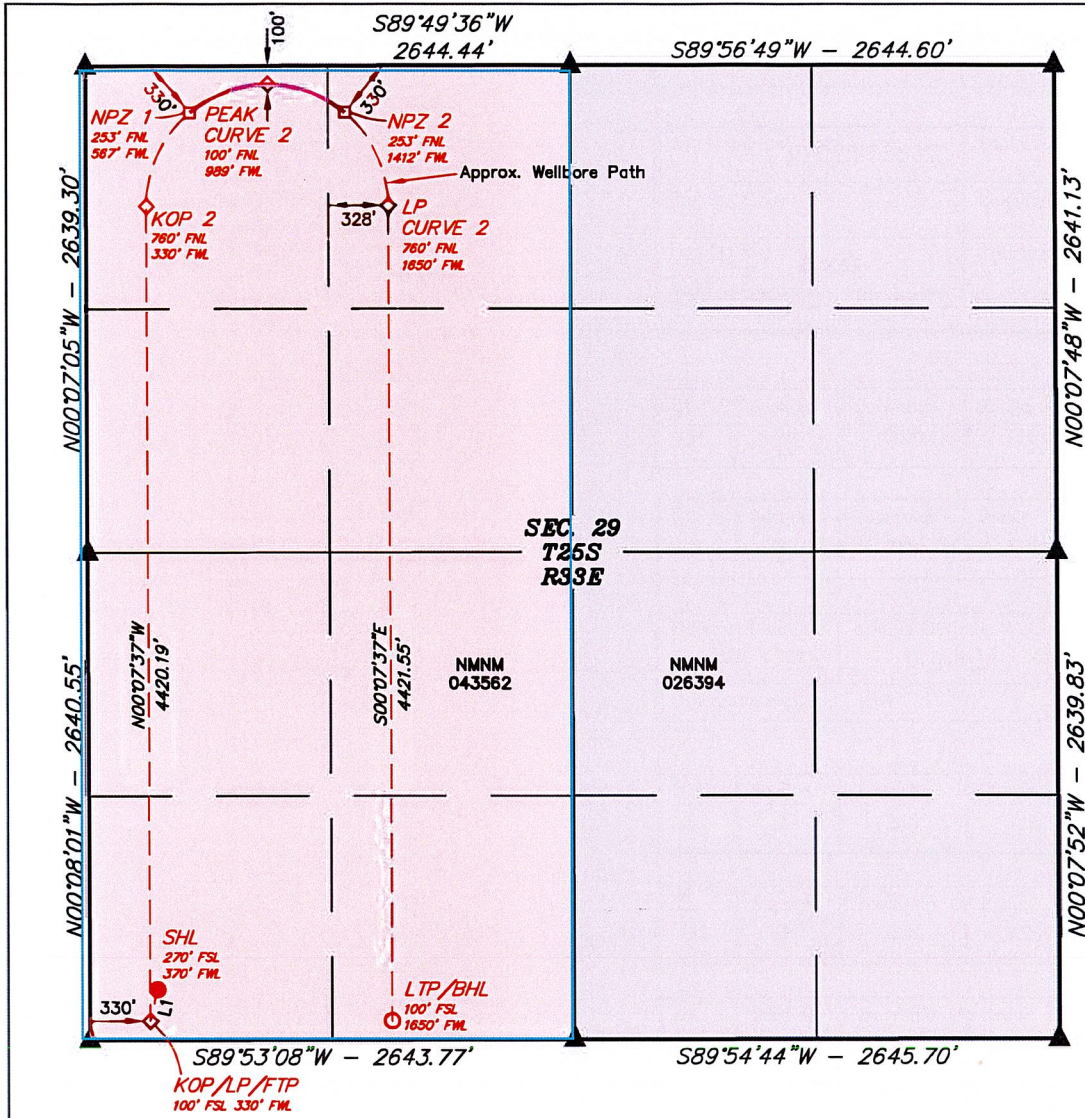 S89°49'36"W
2644.44'
100'
S89°56'49"W - 2644.60'
330'
330'
NPZ 1
253' FNL
567' FWL
PEAK
CURVE 2
100' FNL
989' FWL
NPZ 2
253' FNL
1412' FWL
Approx. Wellbore Path
KOP 2
760' FNL
330' FWL
328'
LP
CURVE 2
760' FNL
1650' FWL
N00°07'05"W - 2639.30'
N00°07'48"W - 2641.13'
SEC. 29
T25S
R33E
N00°07'37"W
4420.19'
S00°07'37"E
4421.55'
NMNM
043562
NMNM
026394
N00°08'01"W - 2640.55'
N00°07'52"W - 2639.83'
SHL
270' FSL
370' FWL
L1
330'
LTP/BHL
100' FSL
1650' FWL
S89°53'08"W - 2643.77'
S89°54'44"W - 2645.70'
KOP/LP/FTP
100' FSL 330' FWL